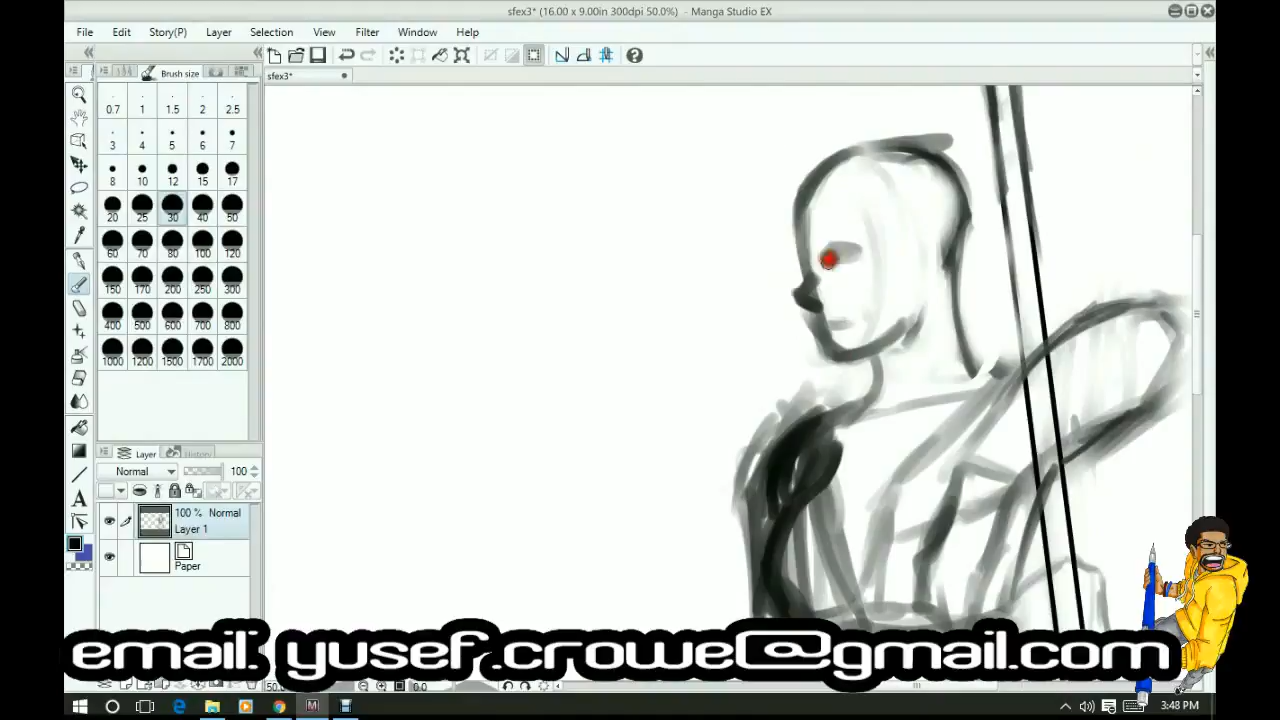 sfex3* (16.00 x 9.00in 300dpi 50.0%) - Manga Studio EX
File Edit Story(P) Layer Selection View Filter Window Help
sfex3*
Brush size
0.7 1 1.5 2 2.5
3 4 5 6 7
8 10 12 15 17
20 25 30 40 50
60 70 80 100 120
150 170 200 250 300
400 500 600 700 800
1000 1200 1500 1700 2000
Layer History
Normal 100
100 % Normal
Layer 1
Paper
A
email: yusef.crowe@gmail.com
50.0 0.0
3:48 PM